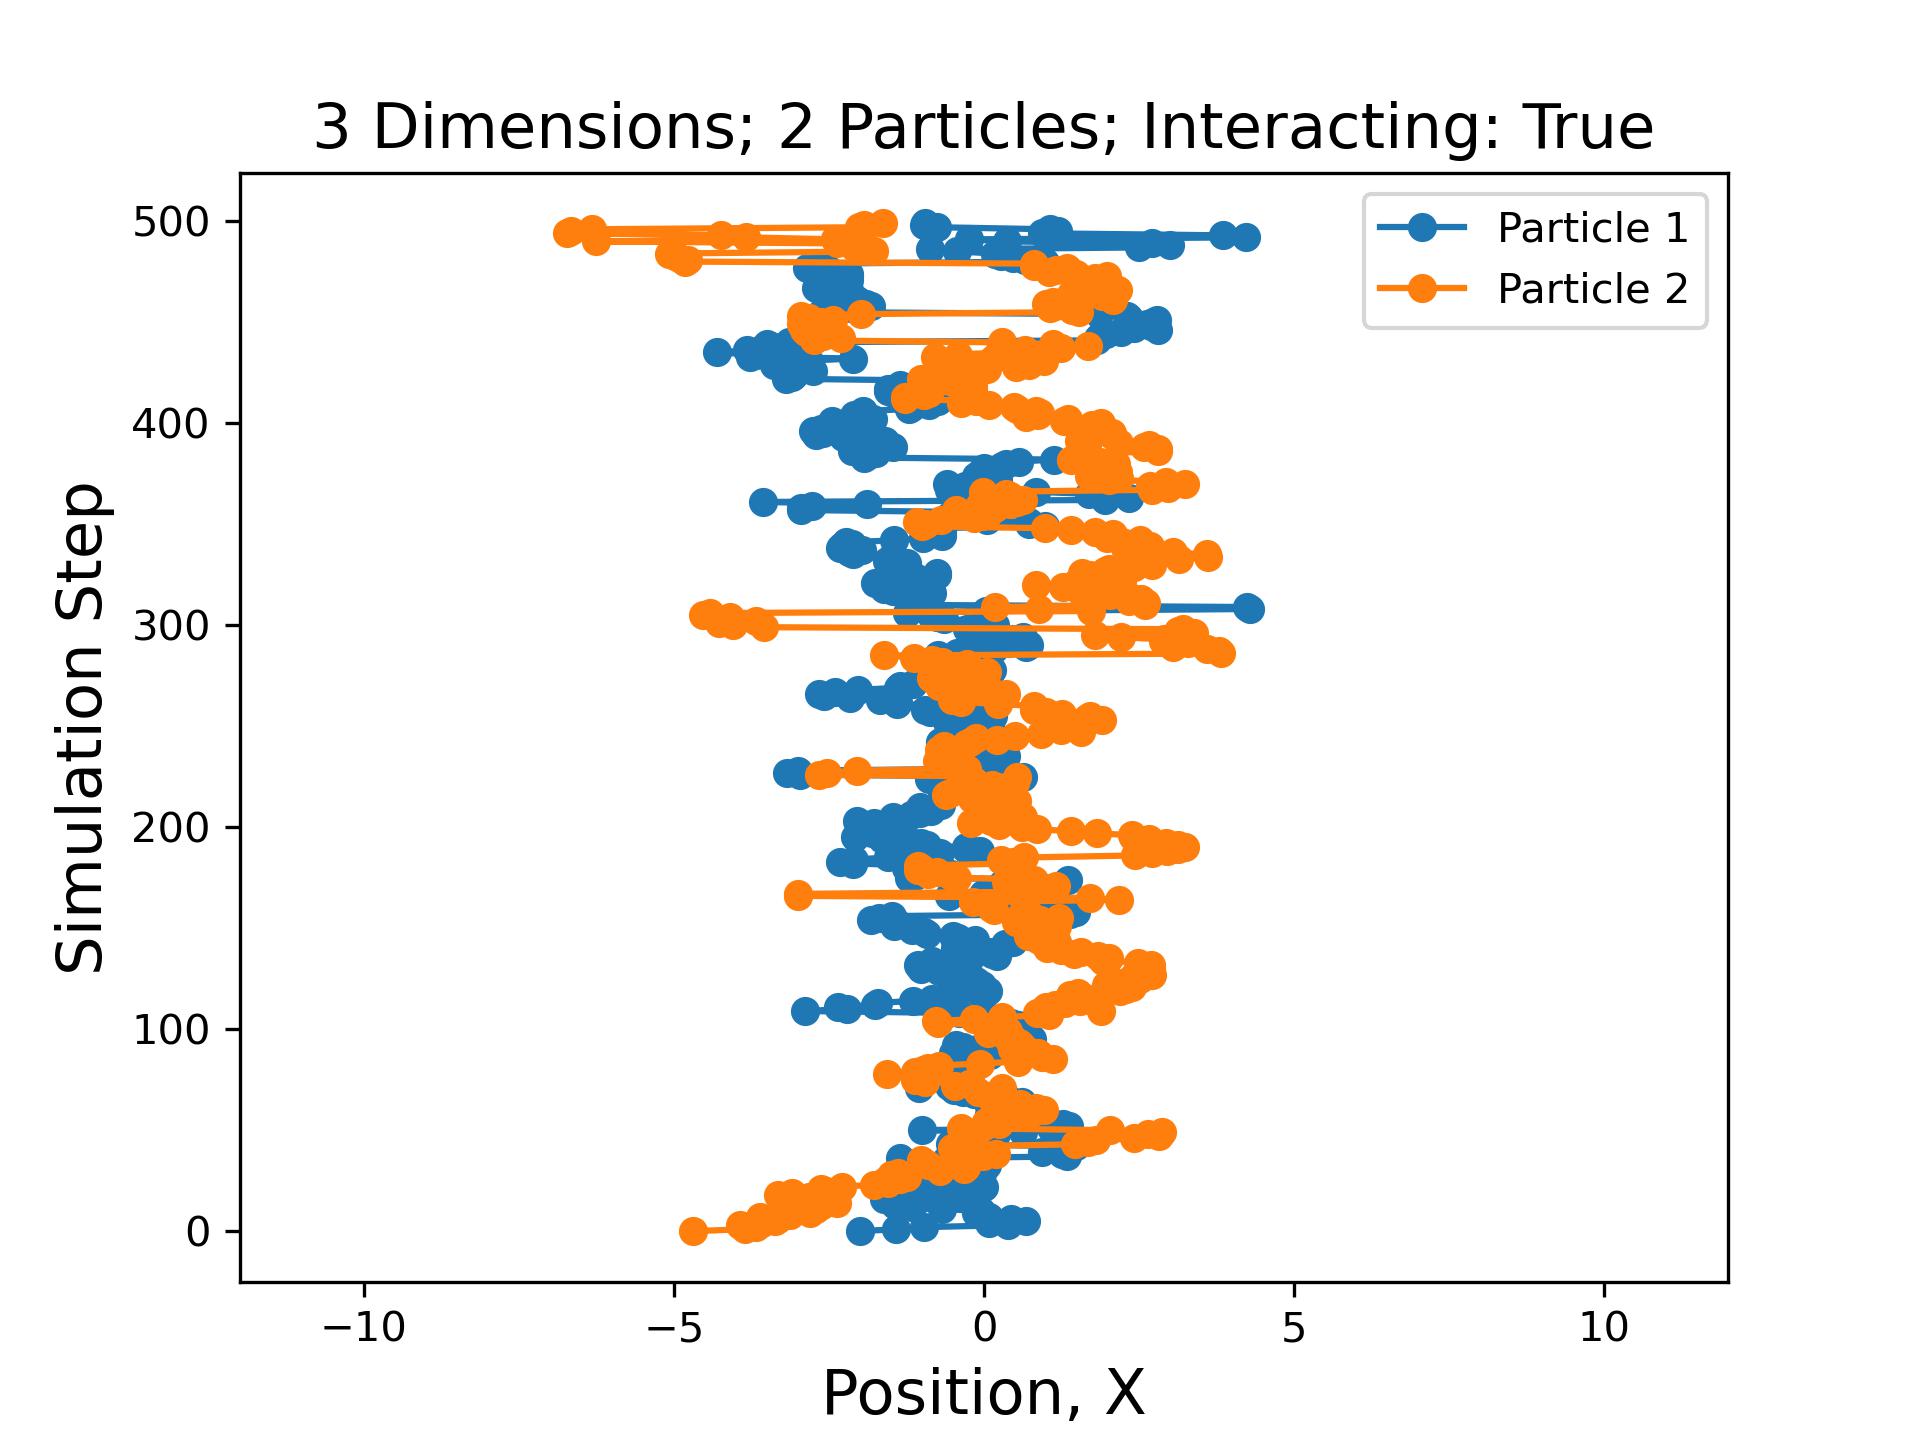 3 Dimensions; 2 Particles; Interacting: True
Particle 1
Particle 2
500
400
300
200
100
0
Simulation Step
−10
−5
0
5
10
Position, X